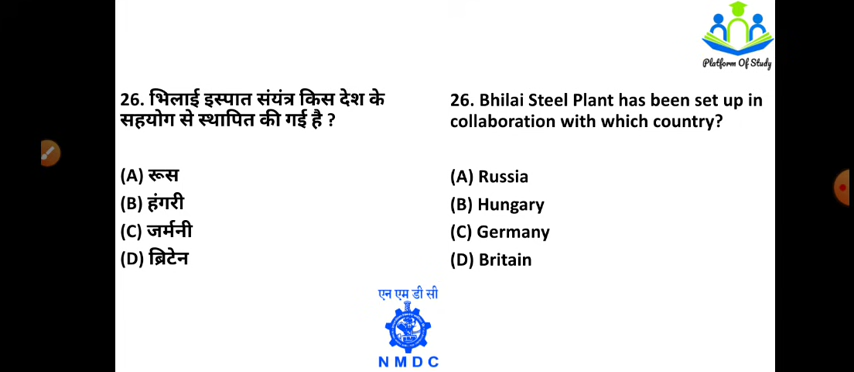 Platform Of Study
26. भिलाई इस्पात संयंत्र किस देश के
सहयोग से स्थापित की गई है ?
(A) रूस
(B) हंगरी
(C) जर्मनी
(D) ब्रिटेन
26. Bhilai Steel Plant has been set up in
collaboration with which country?
(A) Russia
(B) Hungary
(C) Germany
(D) Britain
एन एम डी सी
NMDC